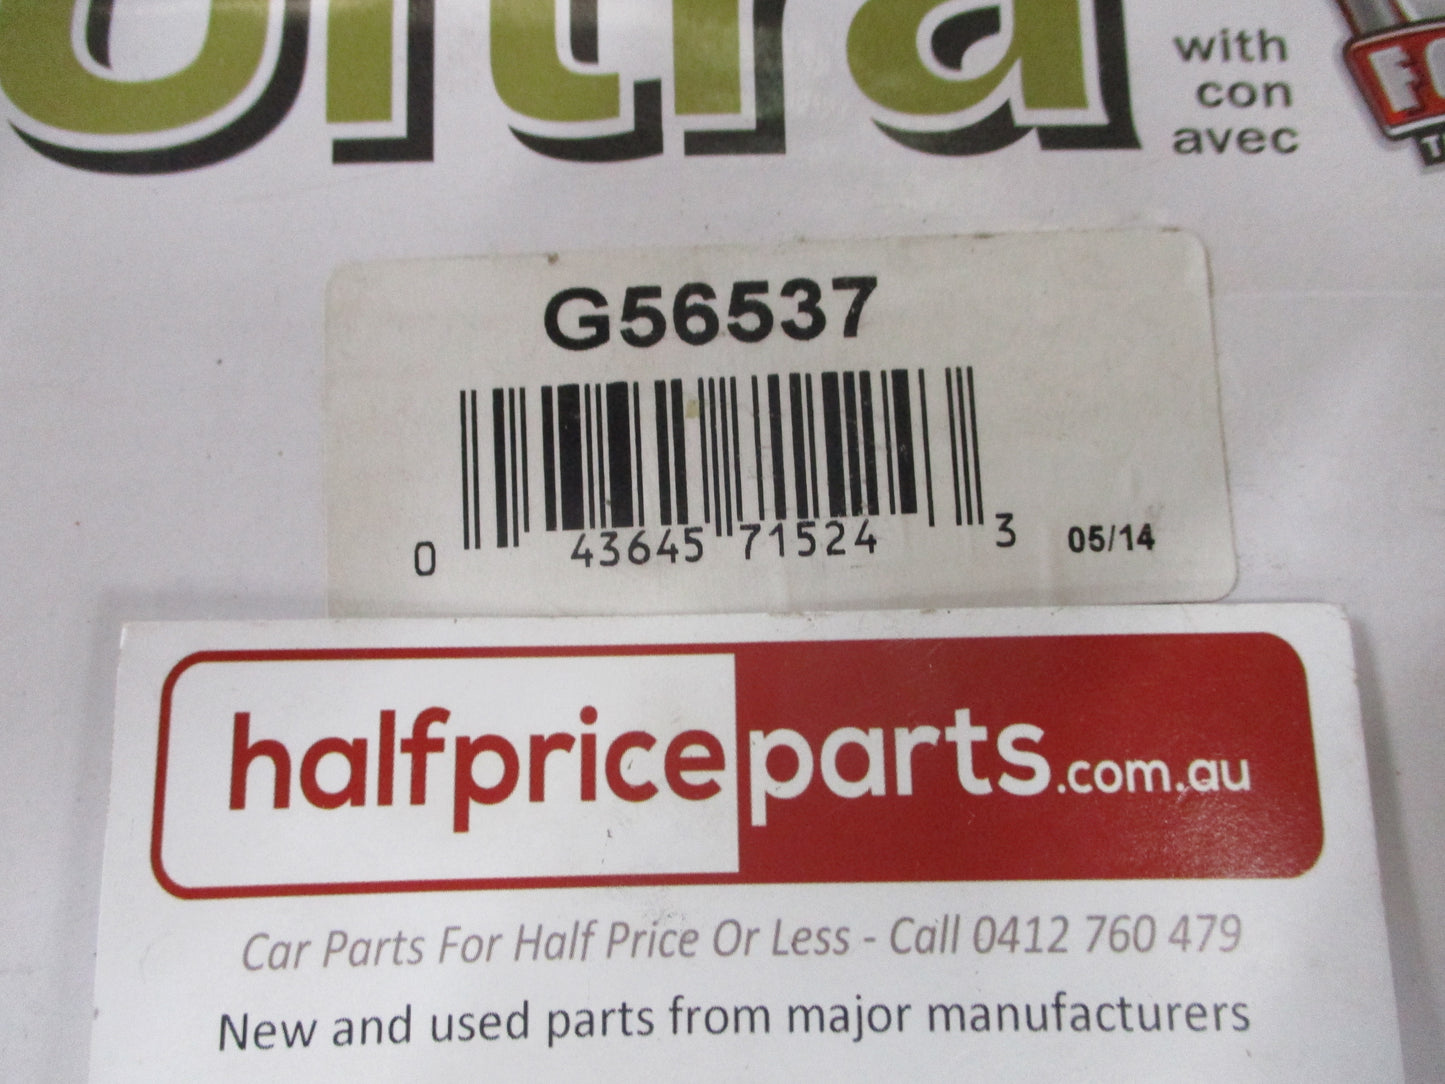 ultra
with
con
avec
G56537
0 43645 71524 3 05/14
halfpriceparts.com.au
Car Parts For Half Price Or Less - Call 0412 760 479
New and used parts from major manufacturers